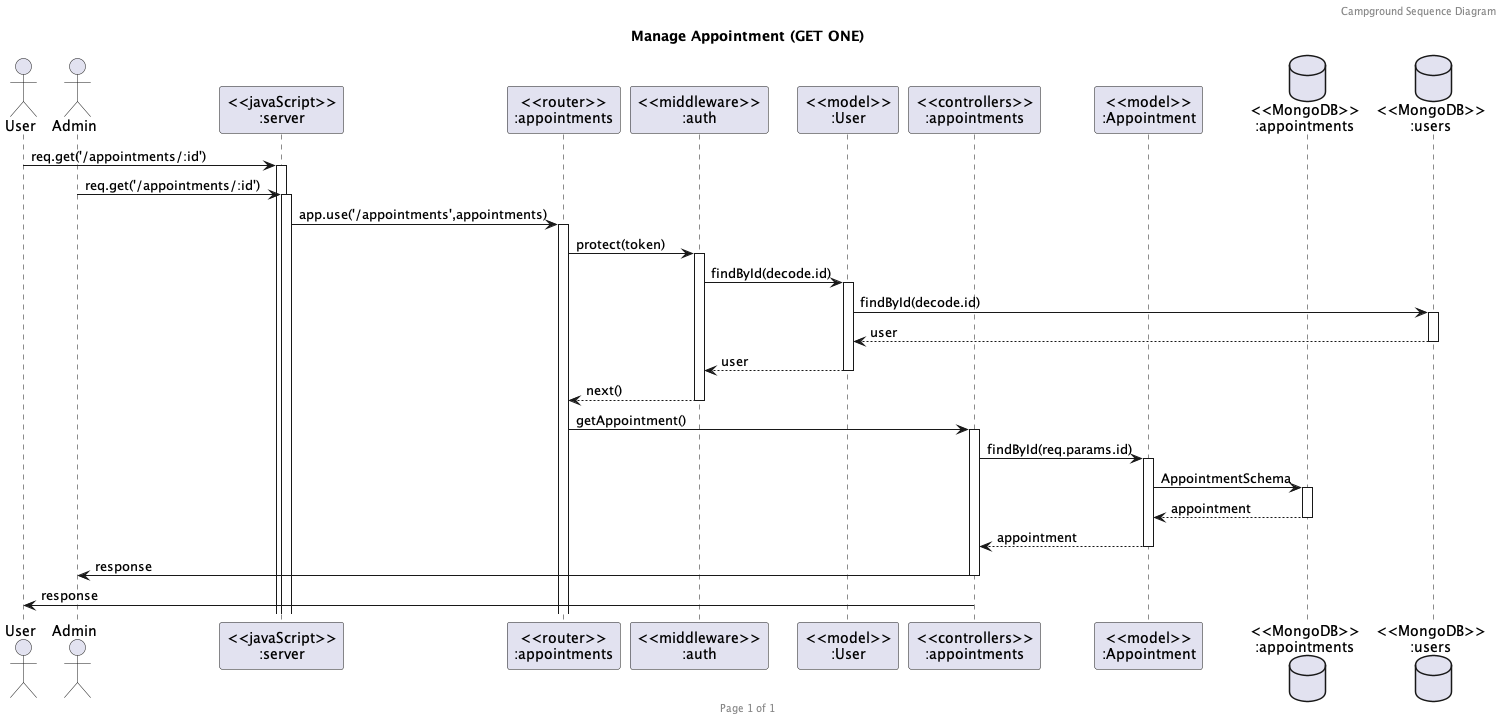 Campground Sequence Diagram
Manage Appointment (GET ONE)
User
Admin
<<javaScript>>
:server
<<router>>
:appointments
<<middleware>>
:auth
<<model>>
:User
<<controllers>>
:appointments
<<model>>
:Appointment
<<MongoDB>>
:appointments
<<MongoDB>>
:users
req.get('/appointments/:id')
req.get('/appointments/:id')
app.use('/appointments',appointments)
protect(token)
findById(decode.id)
findById(decode.id)
user
user
next()
getAppointment()
findById(req.params.id)
AppointmentSchema
appointment
appointment
response
response
User
Admin
<<javaScript>>
:server
<<router>>
:appointments
<<middleware>>
:auth
<<model>>
:User
<<controllers>>
:appointments
<<model>>
:Appointment
<<MongoDB>>
:appointments
<<MongoDB>>
:users
Page 1 of 1